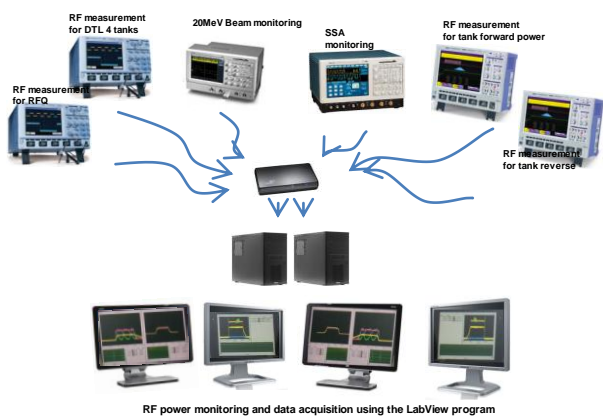 RF measurement
for DTL 4 tanks
20MeV Beam monitoring
SSA
monitoring
RF measurement
for tank forward power
RF measurement
for RFQ
RF measurement
for tank reverse
RF power monitoring and data acquisition using the LabView program